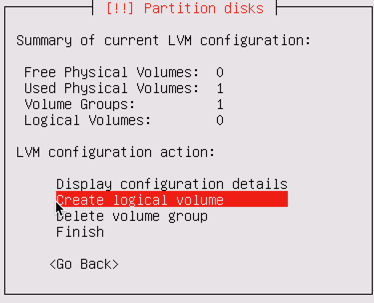 [!!] Partition disks
Summary of current LVM configuration:
Free Physical Volumes: 0
Used Physical Volumes: 1
Volume Groups: 1
Logical Volumes: 0
LVM configuration action:
Display configuration details
Create logical volume
Delete volume group
Finish
<Go Back>